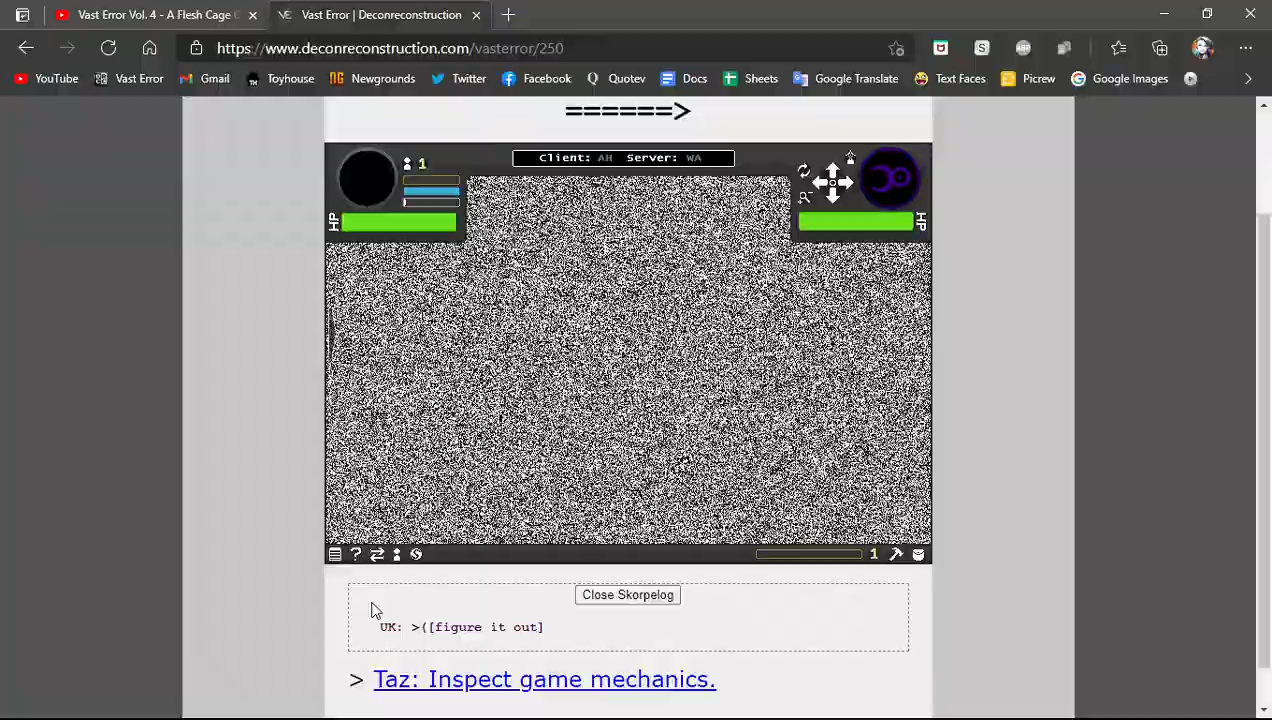 Vast Error Vol. 4 - A Flesh Cage
Vast Error | Deconreconstruction
https://www.deconreconstruction.com/vasterror/250
YouTube Vast Error Gmail Toyhouse Newgrounds Twitter Facebook Quotev Docs Sheets Google Translate Text Faces Picrew Google Images
======>
Client: AH Server: WA
1
HP
HP
1
Close Skorpelog
UK: >([figure it out]
> Taz: Inspect game mechanics.